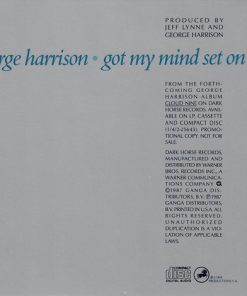 PRODUCED BY
JEFF LYNNE AND
GEORGE HARRISON
rge harrison • got my mind set on
FROM THE FORTH-
COMING GEORGE
HARRISON ALBUM
CLOUD NINE ON DARK
HORSE RECORDS. AVAIL-
ABLE ON LP, CASSETTE
AND COMPACT DISC
(1/4/2-25643). PROMO-
TIONAL COPY. NOT FOR
SALE.
DARK HORSE RECORDS,
MANUFACTURED AND
DISTRIBUTED BY WARNER
BROS. RECORDS INC., A
WARNER COMMUNICA-
TIONS COMPANY
©1987 GANGA DIS-
TRIBUTORS, B.V. ℗1987
GANGA DISTRIBUTORS,
B.V. PRINTED IN U.S.A. ALL
RIGHTS RESERVED.
UNAUTHORIZED
DUPLICATION IS A VIOLA-
TION OF APPLICABLE
LAWS.
COMPACT
disc
DIGITAL AUDIO